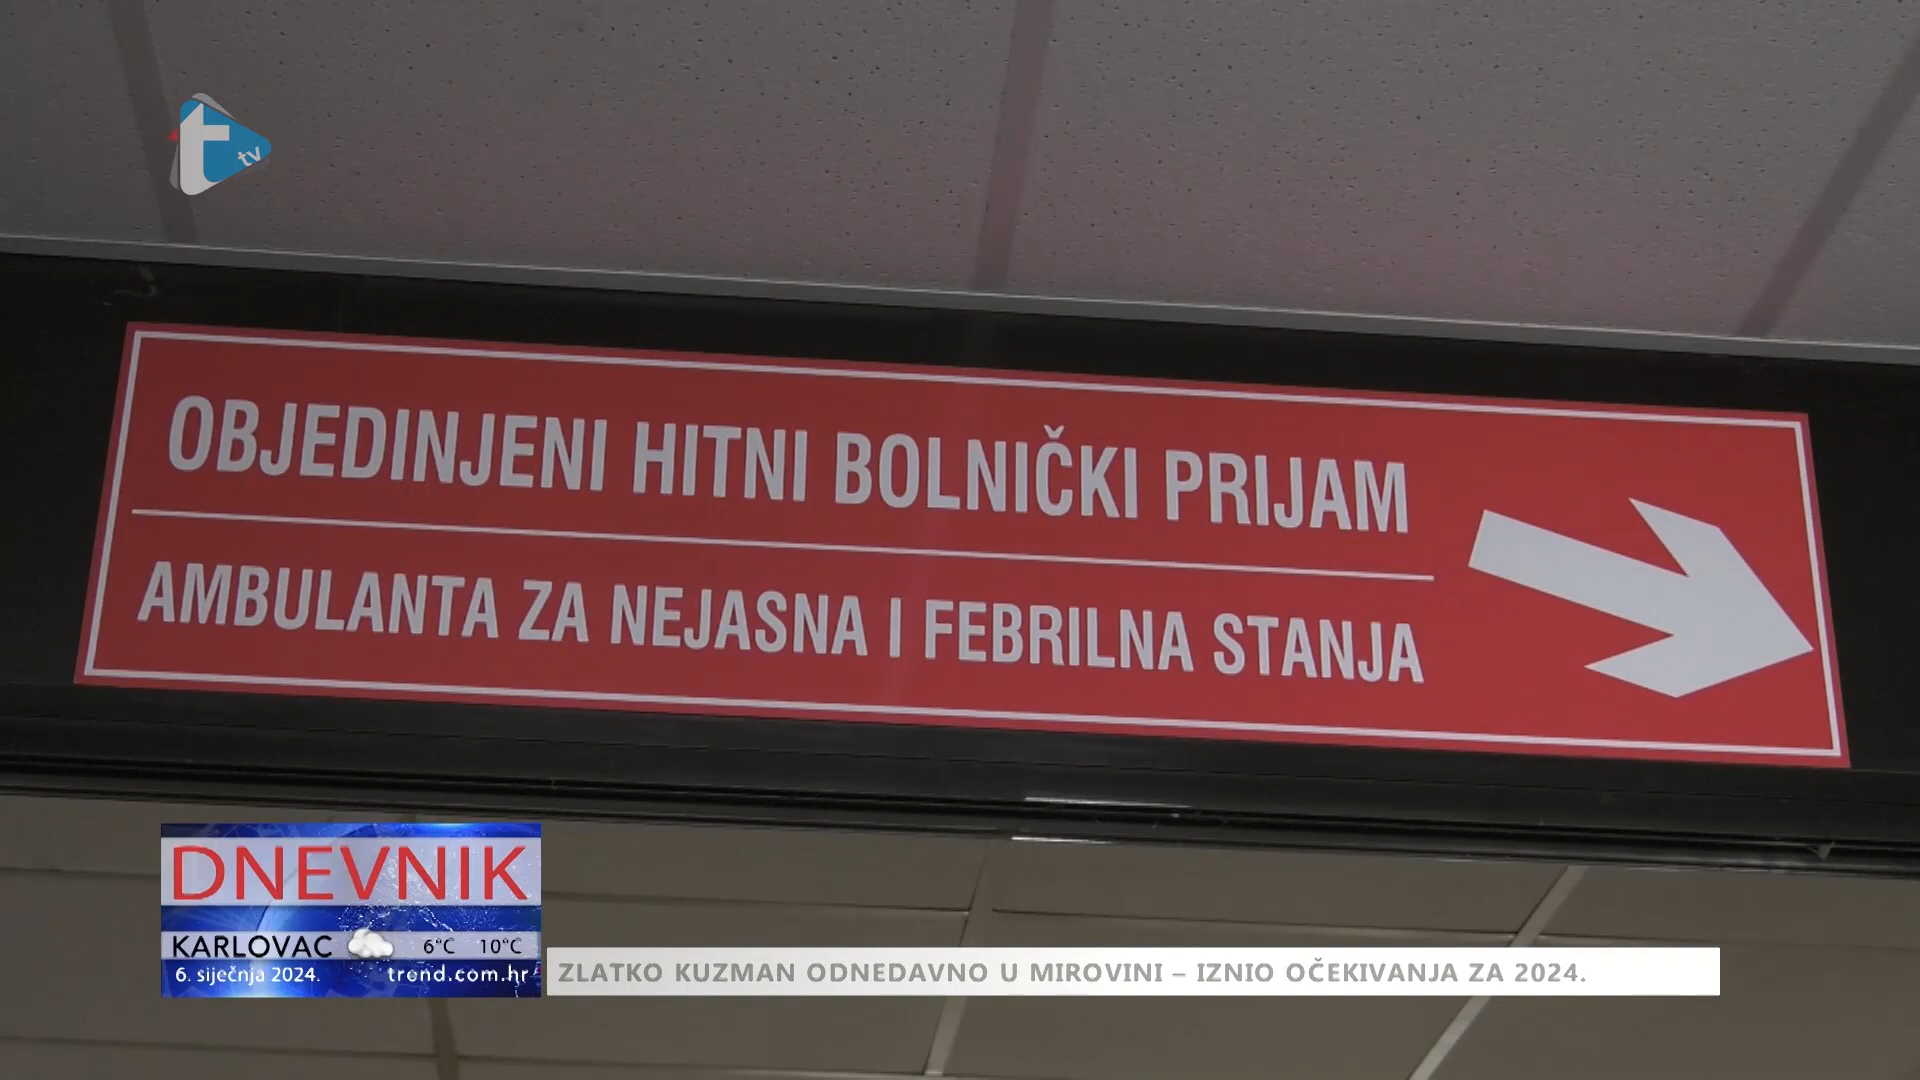 t tv
OBJEDINJENI HITNI BOLNIČKI PRIJAM
AMBULANTA ZA NEJASNA I FEBRILNA STANJA
DNEVNIK
KARLOVAC 6°C 10°C
6. siječnja 2024. trend.com.hr
ZLATKO KUZMAN ODNEDAVNO U MIROVINI – IZNIO OČEKIVANJA ZA 2024.